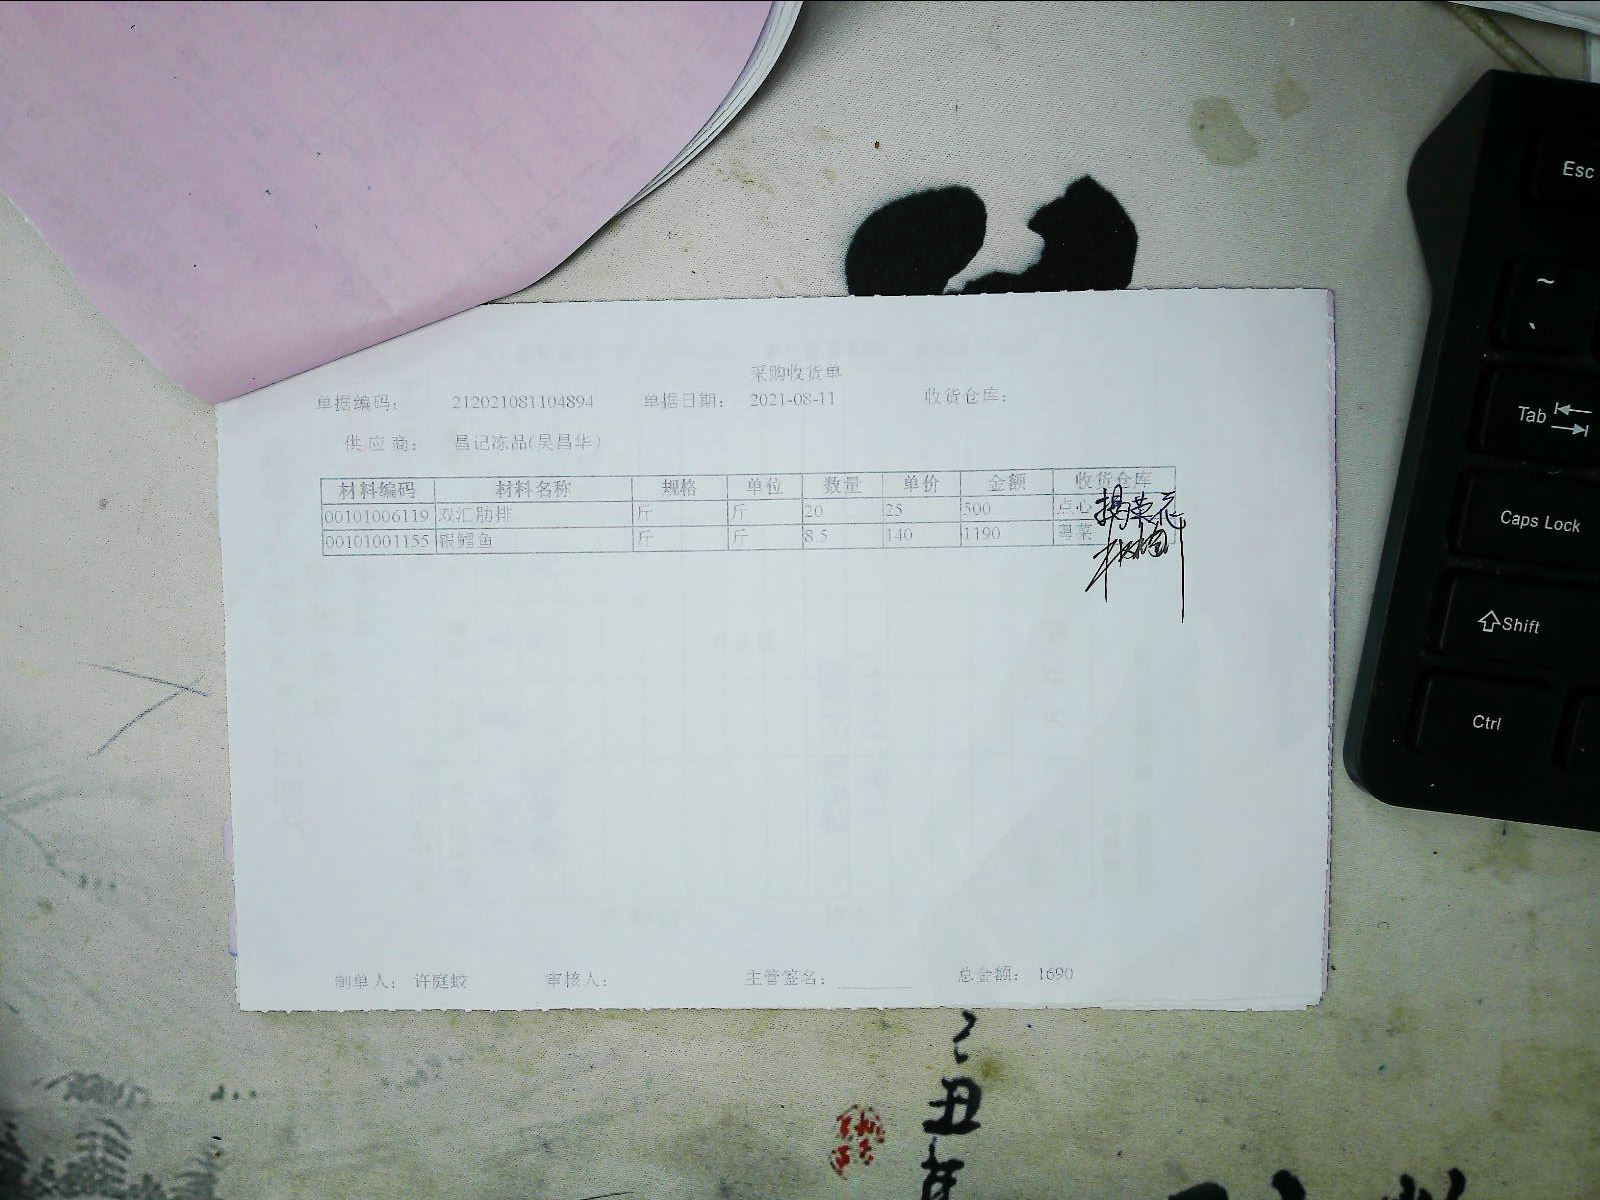 采购收货单
单据编码： 212021081104894 单据日期： 2021-08-11 收货仓库：
供应商： 昌记冻品(吴昌华)
材料编码 材料名称 规格 单位 数量 单价 金额 收货仓库
00101006119 双汇肋排 斤 斤 20 25 500 点心
00101001155 银鳕鱼 斤 斤 8.5 140 1190 粤菜
制单人： 许庭蛟 审核人： 主管签名： 总金额： 1690
Esc
~
Tab
Caps Lock
Shift
Ctrl
丑